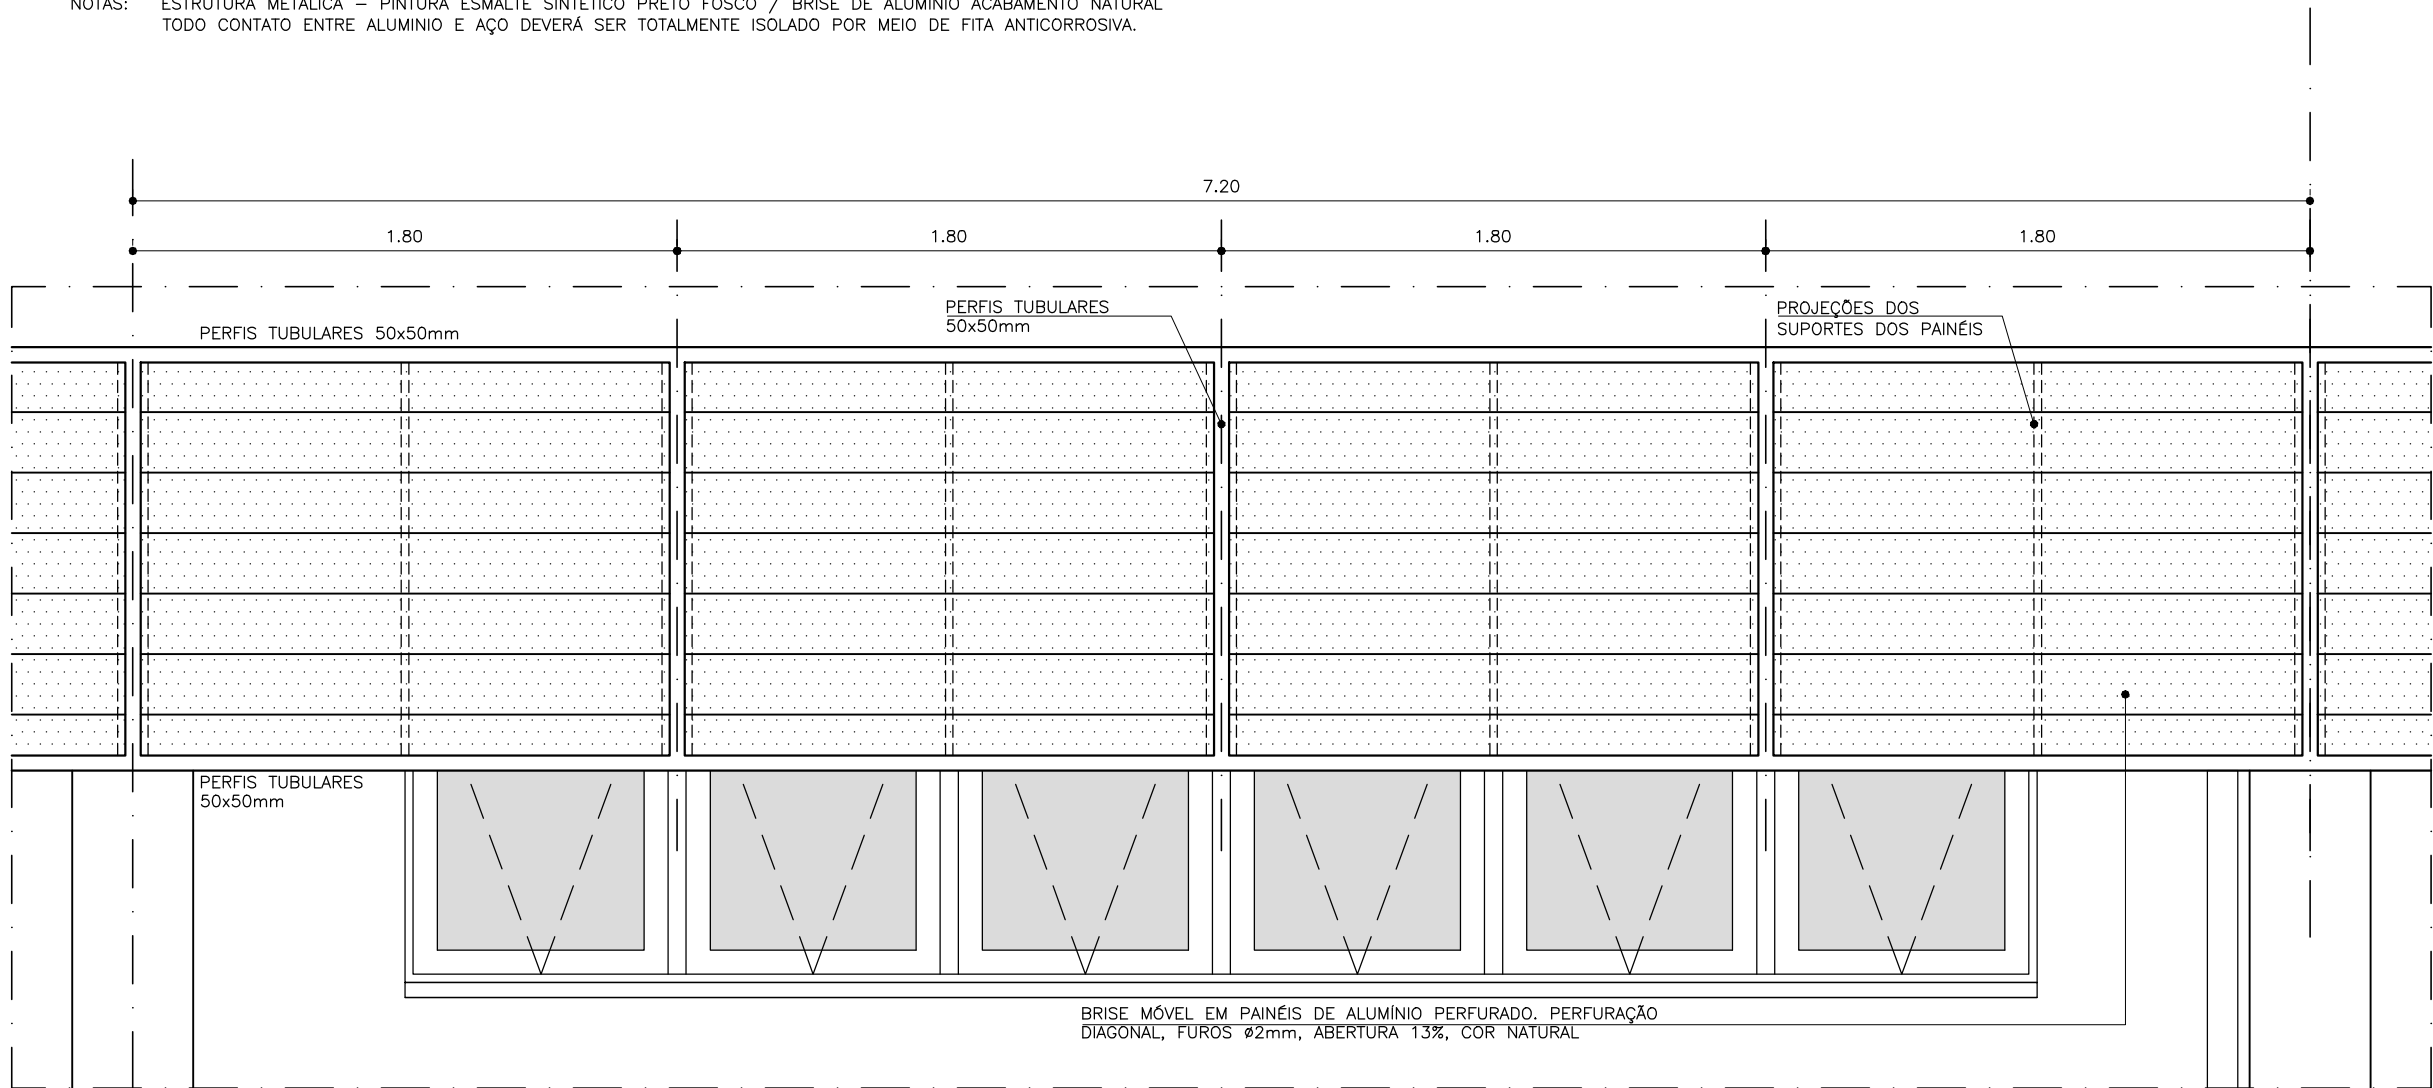 NOTAS: ESTRUTURA METÁLICA – PINTURA ESMALTE SINTÉTICO PRETO FOSCO / BRISE DE ALUMÍNIO ACABAMENTO NATURAL
TODO CONTATO ENTRE ALUMINIO E AÇO DEVERÁ SER TOTALMENTE ISOLADO POR MEIO DE FITA ANTICORROSIVA.
7.20
1.80 1.80 1.80 1.80
PERFIS TUBULARES 50x50mm
PERFIS TUBULARES
50x50mm
PROJEÇÕES DOS
SUPORTES DOS PAINÉIS
PERFIS TUBULARES
50x50mm
BRISE MÓVEL EM PAINÉIS DE ALUMÍNIO PERFURADO. PERFURAÇÃO
DIAGONAL, FUROS ø2mm, ABERTURA 13%, COR NATURAL